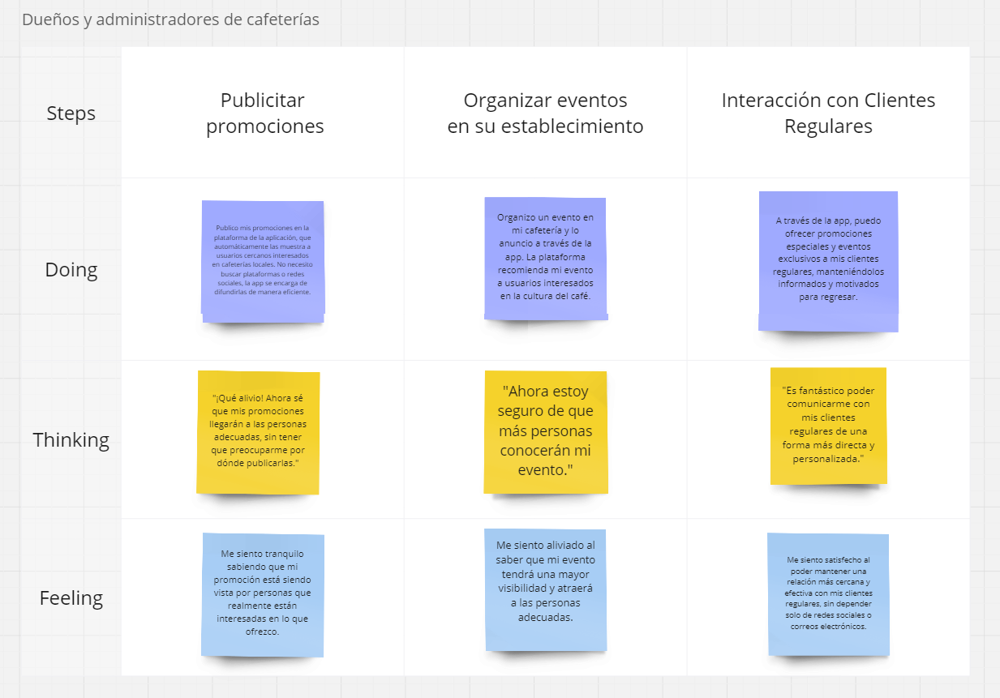 Dueños y administradores de cafeterías
Steps
Publicitar
promociones
Organizar eventos
en su establecimiento
Interacción con Clientes
Regulares
Doing
Publico mis promociones en la
plataforma de la aplicación, que
automáticamente las muestra a
usuarios cercanos interesados
en cafeterías locales. No necesito
buscar plataformas o redes
sociales, la app se encarga de
difundirlas de manera eficiente.
Organizo un evento en
mi cafetería y lo
anuncio a través de la
app. La plataforma
recomienda mi evento
a usuarios interesados
en la cultura del café.
A través de la app, puedo
ofrecer promociones
especiales y eventos
exclusivos a mis clientes
regulares, manteniéndolos
informados y motivados
para regresar.
Thinking
"¡Qué alivio! Ahora sé
que mis promociones
llegarán a las personas
adecuadas, sin tener
que preocuparme por
dónde publicarlas."
"Ahora estoy
seguro de que
más personas
conocerán mi
evento."
"Es fantástico poder
comunicarme con
mis clientes
regulares de una
forma más directa y
personalizada."
Feeling
Me siento tranquilo
sabiendo que mi
promoción está siendo
vista por personas que
realmente están
interesadas en lo que
ofrezco.
Me siento aliviado al
saber que mi evento
tendrá una mayor
visibilidad y atraerá
a las personas
adecuadas.
Me siento satisfecho al
poder mantener una
relación más cercana y
efectiva con mis clientes
regulares, sin depender
solo de redes sociales o
correos electrónicos.